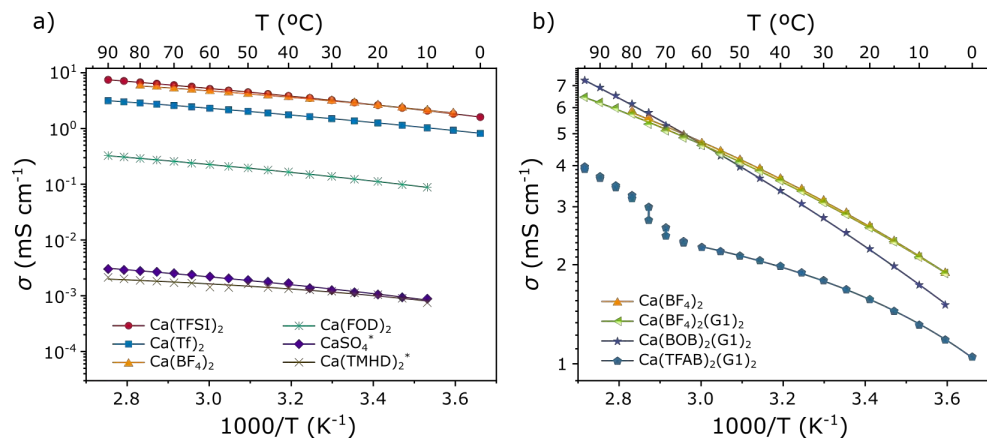 a)
T (ºC)
90 80 70 60 50 40 30 20 10 0
10¹
10⁰
10⁻¹
10⁻²
10⁻³
10⁻⁴
σ (mS cm⁻¹)
Ca(TFSI)₂
Ca(Tf)₂
Ca(BF₄)₂
Ca(FOD)₂
CaSO₄*
Ca(TMHD)₂*
2.8 3.0 3.2 3.4 3.6
1000/T (K⁻¹)
b)
T (ºC)
90 80 70 60 50 40 30 20 10 0
7
6
5
4
3
2
1
σ (mS cm⁻¹)
Ca(BF₄)₂
Ca(BF₄)₂(G1)₂
Ca(BOB)₂(G1)₂
Ca(TFAB)₂(G1)₂
2.8 3.0 3.2 3.4 3.6
1000/T (K⁻¹)